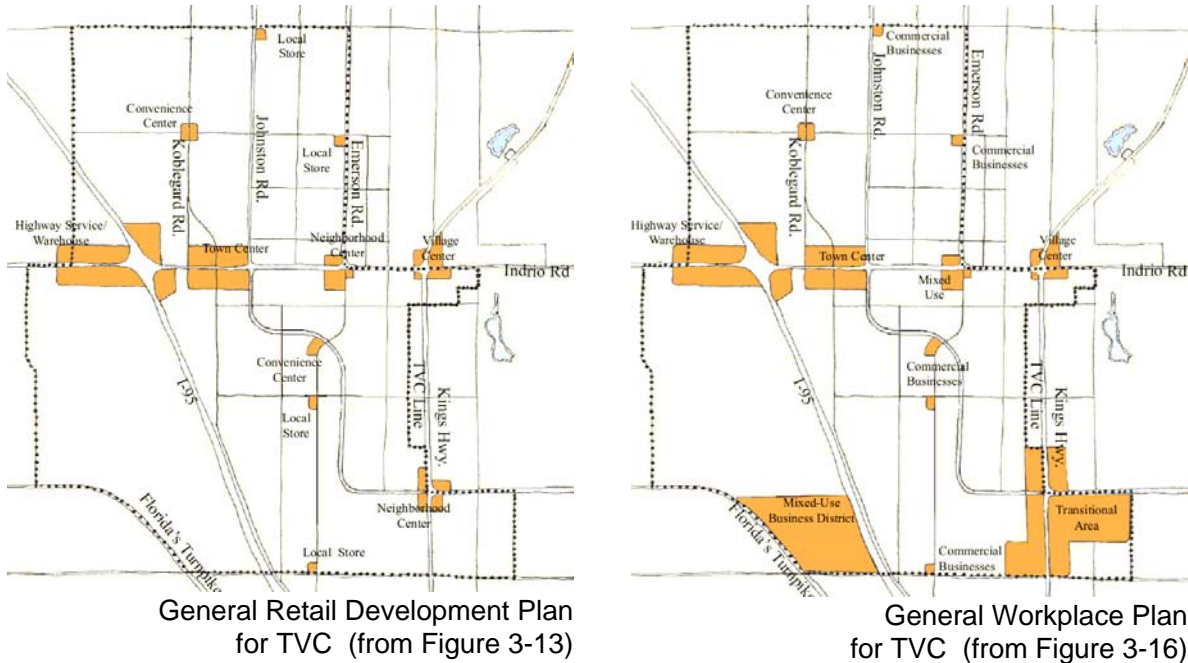 Local
Store
Convenience
Center
Johnston Rd.
Koblegard Rd.
Local
Store
Emerson Rd.
Highway Service/
Warehouse
Town Center
Neighborhood
Center
Village
Center
Indrio Rd
Convenience
Center
I-95
TVC Line
Kings Hwy.
Local
Store
Neighborhood
Center
Florida's Turnpike
Local Store
General Retail Development Plan
for TVC (from Figure 3-13)
Commercial
Businesses
Johnston Rd.
Emerson Rd.
Convenience
Center
Koblegard Rd.
Commercial
Businesses
Highway Service/
Warehouse
Town Center
Village
Center
Indrio Rd
Mixed
Use
Commercial
Businesses
I-95
TVC Line
Kings Hwy.
Mixed-Use
Business District
Transitional
Area
Florida's Turnpike
Commercial
Businesses
General Workplace Plan
for TVC (from Figure 3-16)